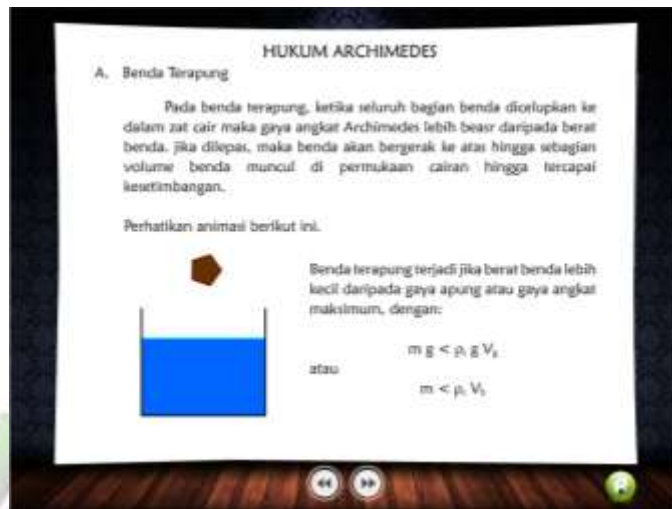 HUKUM ARCHIMEDES
A. Benda Terapung
Pada benda terapung, ketika seluruh bagian benda dicelupkan ke
dalam zat cair maka gaya angkat Archimedes lebih beasr daripada berat
benda. jika dilepas, maka benda akan bergerak ke atas hingga sebagian
volume benda muncul di permukaan cairan hingga tercapai
kesetimbangan.
Perhatikan animasi berikut ini.
Benda terapung terjadi jika berat benda lebih
kecil daripada gaya apung atau gaya angkat
maksimum, dengan:
m g < ρ
atau
m < ρ